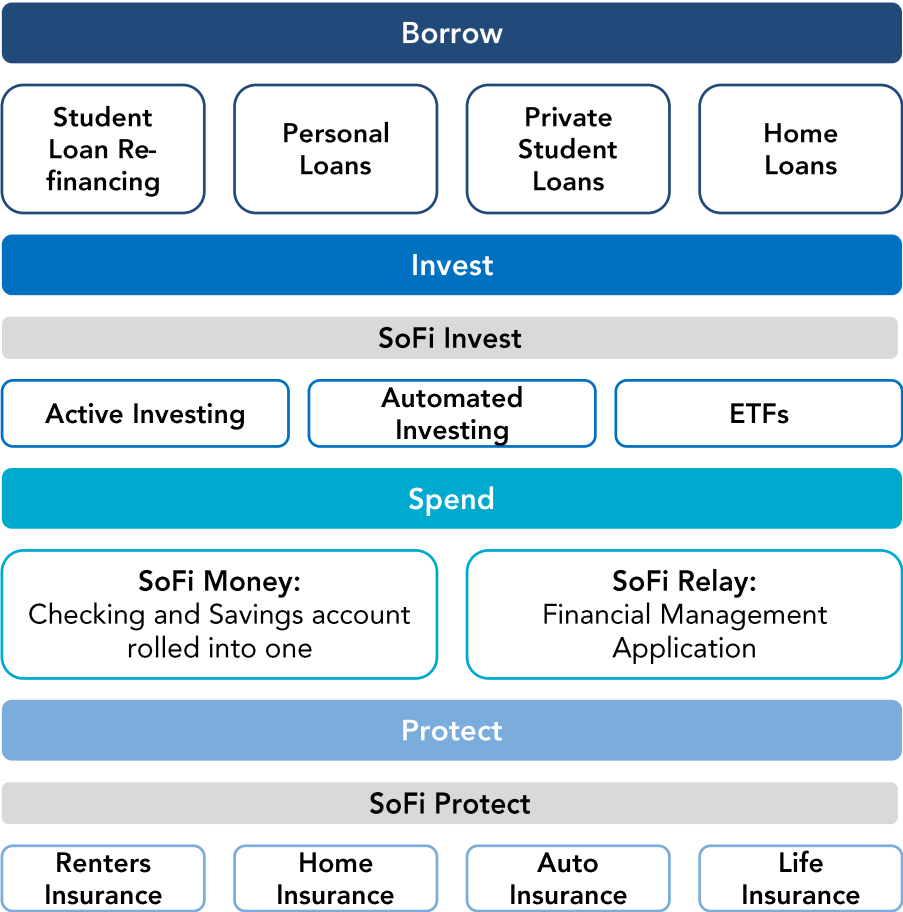 Borrow
Student
Loan Re-
financing
Personal
Loans
Private
Student
Loans
Home
Loans
Invest
SoFi Invest
Active Investing
Automated
Investing
ETFs
Spend
SoFi Money:
Checking and Savings account
rolled into one
SoFi Relay:
Financial Management
Application
Protect
SoFi Protect
Renters
Insurance
Home
Insurance
Auto
Insurance
Life
Insurance